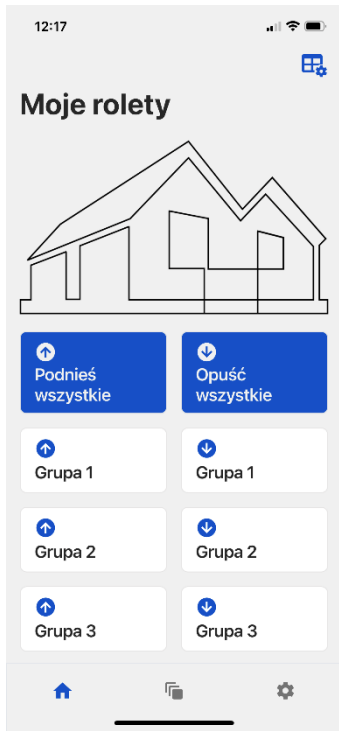 12:17
Moje rolety
Podnieś
wszystkie
Opuść
wszystkie
Grupa 1
Grupa 1
Grupa 2
Grupa 2
Grupa 3
Grupa 3